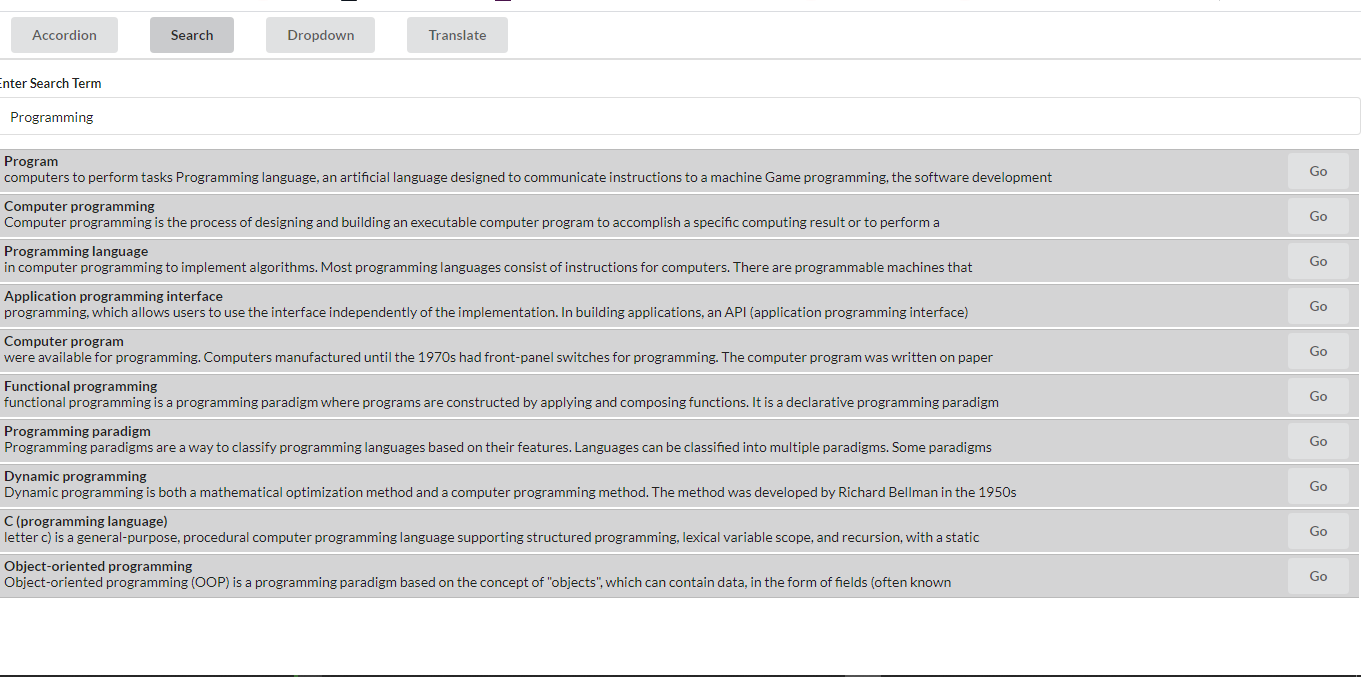 Accordion Search Dropdown Translate
Enter Search Term
Programming
Program
computers to perform tasks Programming language, an artificial language designed to communicate instructions to a machine Game programming, the software development
Go
Computer programming
Computer programming is the process of designing and building an executable computer program to accomplish a specific computing result or to perform a
Go
Programming language
in computer programming to implement algorithms. Most programming languages consist of instructions for computers. There are programmable machines that
Go
Application programming interface
programming, which allows users to use the interface independently of the implementation. In building applications, an API (application programming interface)
Go
Computer program
were available for programming. Computers manufactured until the 1970s had front-panel switches for programming. The computer program was written on paper
Go
Functional programming
functional programming is a programming paradigm where programs are constructed by applying and composing functions. It is a declarative programming paradigm
Go
Programming paradigm
Programming paradigms are a way to classify programming languages based on their features. Languages can be classified into multiple paradigms. Some paradigms
Go
Dynamic programming
Dynamic programming is both a mathematical optimization method and a computer programming method. The method was developed by Richard Bellman in the 1950s
Go
C (programming language)
letter c) is a general-purpose, procedural computer programming language supporting structured programming, lexical variable scope, and recursion, with a static
Go
Object-oriented programming
Object-oriented programming (OOP) is a programming paradigm based on the concept of "objects", which can contain data, in the form of fields (often known
Go